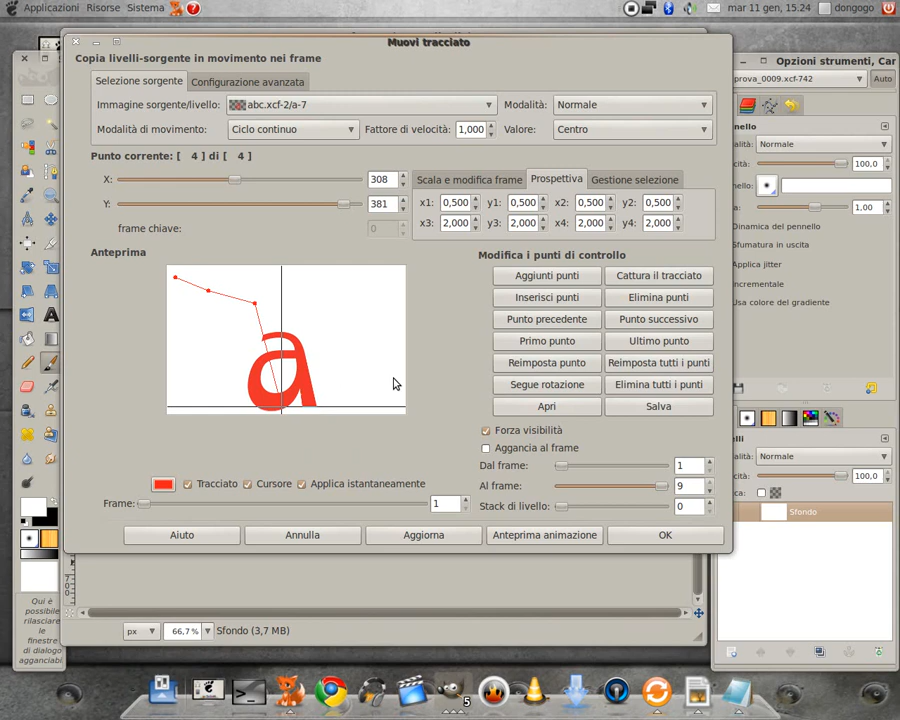 Applicazioni Risorse Sistema ?
mar 11 gen, 15:24 dongogo
Muovi tracciato
Copia livelli-sorgente in movimento nei frame
Selezione sorgente Configurazione avanzata
Immagine sorgente/livello: abc.xcf-2/a-7 Modalità: Normale
Modalità di movimento: Ciclo continuo Fattore di velocità: 1,000 Valore: Centro
Punto corrente: [ 4 ] di [ 4 ]
X: 308
Y: 381
frame chiave: 0
Scala e modifica frame Prospettiva Gestione selezione
x1: 0,500 y1: 0,500 x2: 0,500 y2: 0,500
x3: 2,000 y3: 2,000 x4: 2,000 y4: 2,000
Anteprima
a
Modifica i punti di controllo
Aggiunti punti Cattura il tracciato
Inserisci punti Elimina punti
Punto precedente Punto successivo
Primo punto Ultimo punto
Reimposta punto Reimposta tutti i punti
Segue rotazione Elimina tutti i punti
Apri Salva
Forza visibilità
Aggancia al frame
Dal frame: 1
Al frame: 9
Stack di livello: 0
Tracciato Cursore Applica istantaneamente
Frame: 1
Aiuto Annulla Aggiorna Anteprima animazione OK
px 66,7% Sfondo (3,7 MB)
Qui è
possibile
rilasciare
le
finestre
di dialogo
agganciabi
Opzioni strumenti, Car
prova_0009.xcf-742 Auto
nello
Normale
cità: 100,0
nello:
a: 1,00
Dinamica del pennello
Sfumatura in uscita
Applica jitter
Incrementale
Usa colore del gradiente
elli
Normale
cità: 100,0
ca:
Sfondo
5